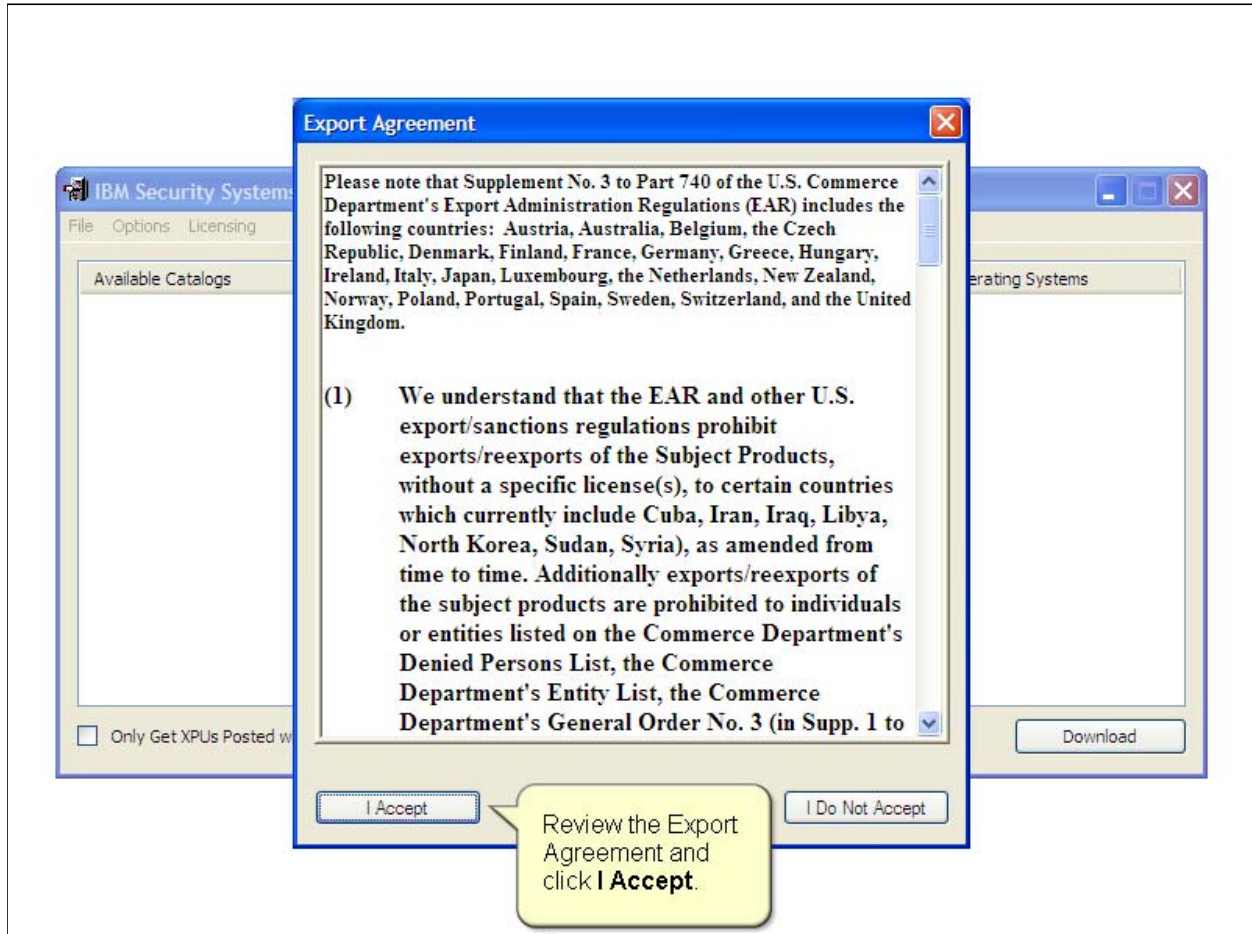 Export Agreement
IBM Security Systems
File Options Licensing
Available Catalogs
erating Systems
Please note that Supplement No. 3 to Part 740 of the U.S. Commerce
Department's Export Administration Regulations (EAR) includes the
following countries: Austria, Australia, Belgium, the Czech
Republic, Denmark, Finland, France, Germany, Greece, Hungary,
Ireland, Italy, Japan, Luxembourg, the Netherlands, New Zealand,
Norway, Poland, Portugal, Spain, Sweden, Switzerland, and the United
Kingdom.
(1) We understand that the EAR and other U.S.
export/sanctions regulations prohibit
exports/reexports of the Subject Products,
without a specific license(s), to certain countries
which currently include Cuba, Iran, Iraq, Libya,
North Korea, Sudan, Syria), as amended from
time to time. Additionally exports/reexports of
the subject products are prohibited to individuals
or entities listed on the Commerce Department's
Denied Persons List, the Commerce
Department's Entity List, the Commerce
Department's General Order No. 3 (in Supp. 1 to
Only Get XPUs Posted w
Download
I Accept
I Do Not Accept
Review the Export
Agreement and
click I Accept.